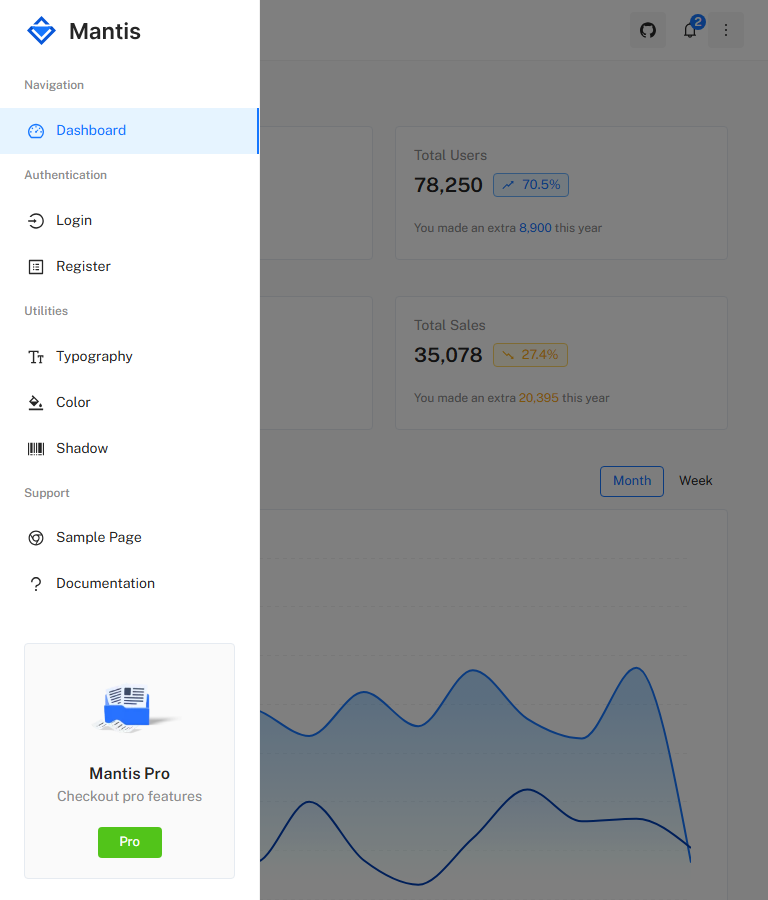 Mantis
2
Navigation
Dashboard
Authentication
Login
Register
Utilities
Typography
Color
Shadow
Support
Sample Page
Documentation
Mantis Pro
Checkout pro features
Pro
Total Users
78,250 70.5%
You made an extra 8,900 this year
Total Sales
35,078 27.4%
You made an extra 20,395 this year
Month Week